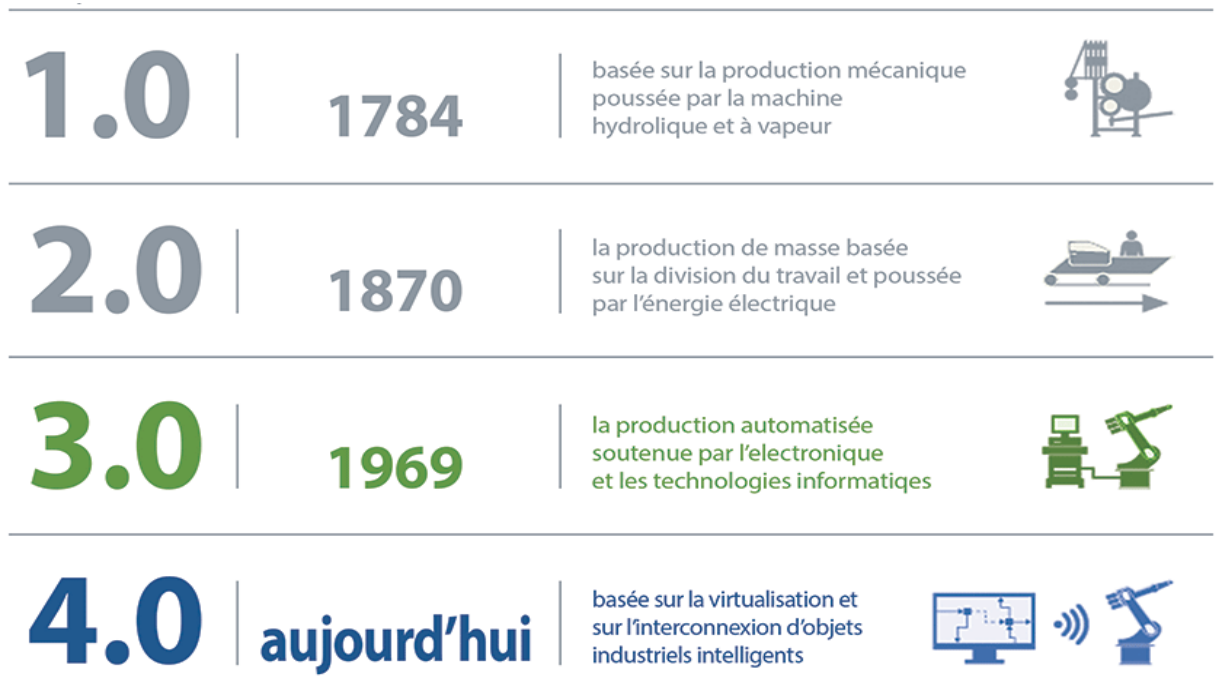 1.0
1784
basée sur la production mécanique
poussée par la machine
hydrolique et à vapeur
2.0
1870
la production de masse basée
sur la division du travail et poussée
par l'énergie électrique
3.0
1969
la production automatisée
soutenue par l'electronique
et les technologies informatiqes
4.0
aujourd'hui
basée sur la virtualisation et
sur l'interconnexion d'objets
industriels intelligents